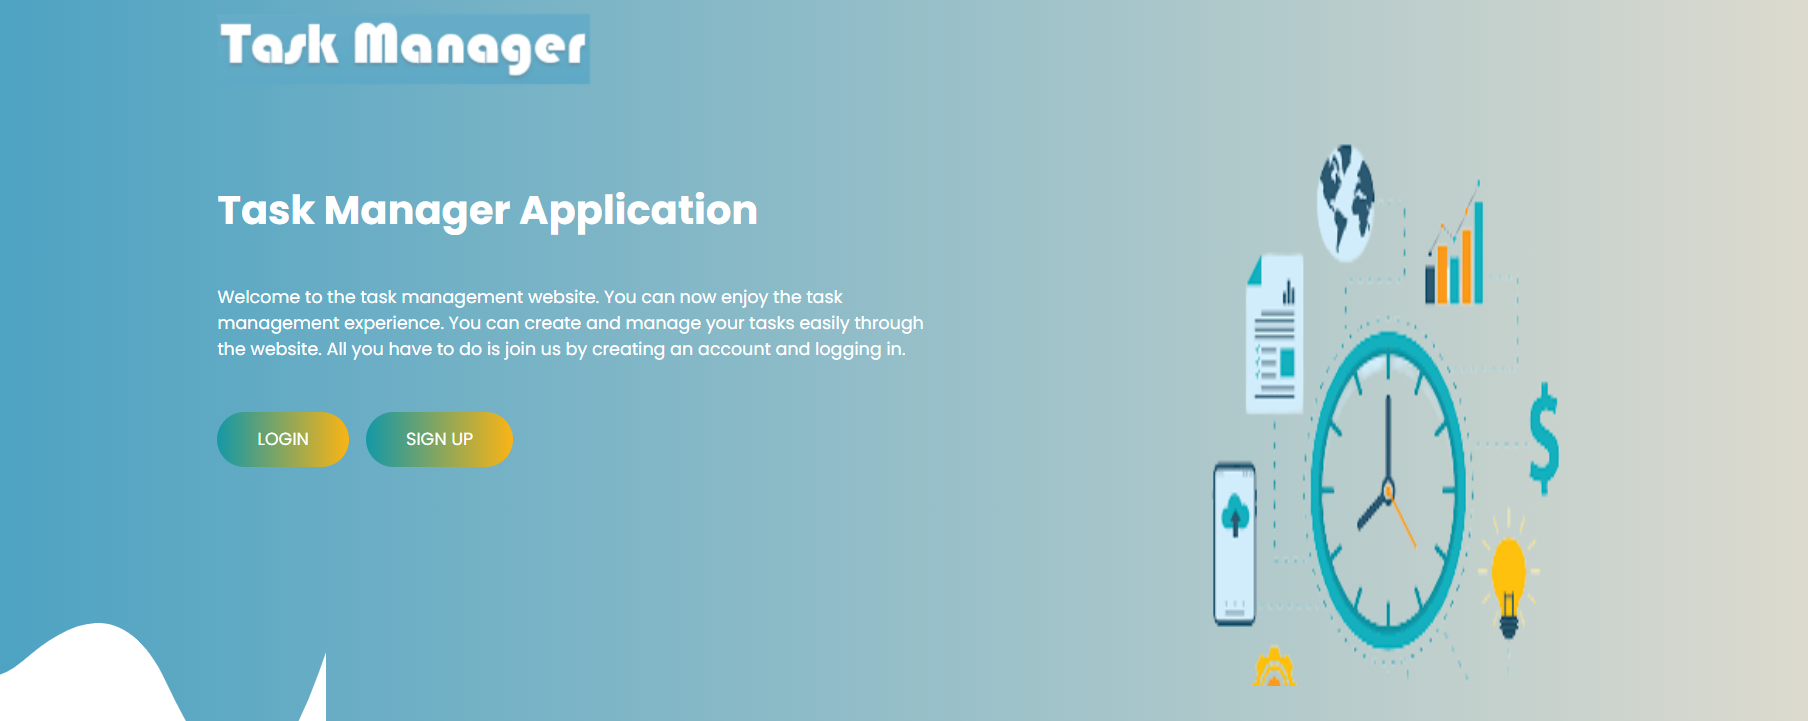 Task Manager
Task Manager Application
Welcome to the task management website. You can now enjoy the task
management experience. You can create and manage your tasks easily through
the website. All you have to do is join us by creating an account and logging in.
LOGIN
SIGN UP
$